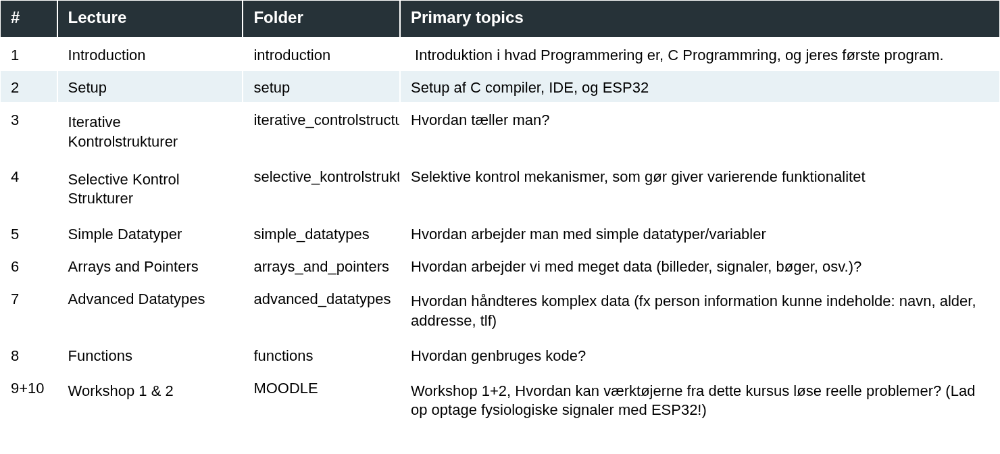 # Lecture Folder Primary topics
1 Introduction introduction Introduktion i hvad Programmering er, C Programmring, og jeres første program.
2 Setup setup Setup af C compiler, IDE, og ESP32
3 Iterative iterative_controlstructu Hvordan tæller man?
Kontrolstrukturer
4 Selective Kontrol selective_kontrolstrukt Selektive kontrol mekanismer, som gør giver varierende funktionalitet
Strukturer
5 Simple Datatyper simple_datatypes Hvordan arbejder man med simple datatyper/variabler
6 Arrays and Pointers arrays_and_pointers Hvordan arbejder vi med meget data (billeder, signaler, bøger, osv.)?
7 Advanced Datatypes advanced_datatypes Hvordan håndteres komplex data (fx person information kunne indeholde: navn, alder,
addresse, tlf)
8 Functions functions Hvordan genbruges kode?
9+10 Workshop 1 & 2 MOODLE Workshop 1+2, Hvordan kan værktøjerne fra dette kursus løse reelle problemer? (Lad
op optage fysiologiske signaler med ESP32!)